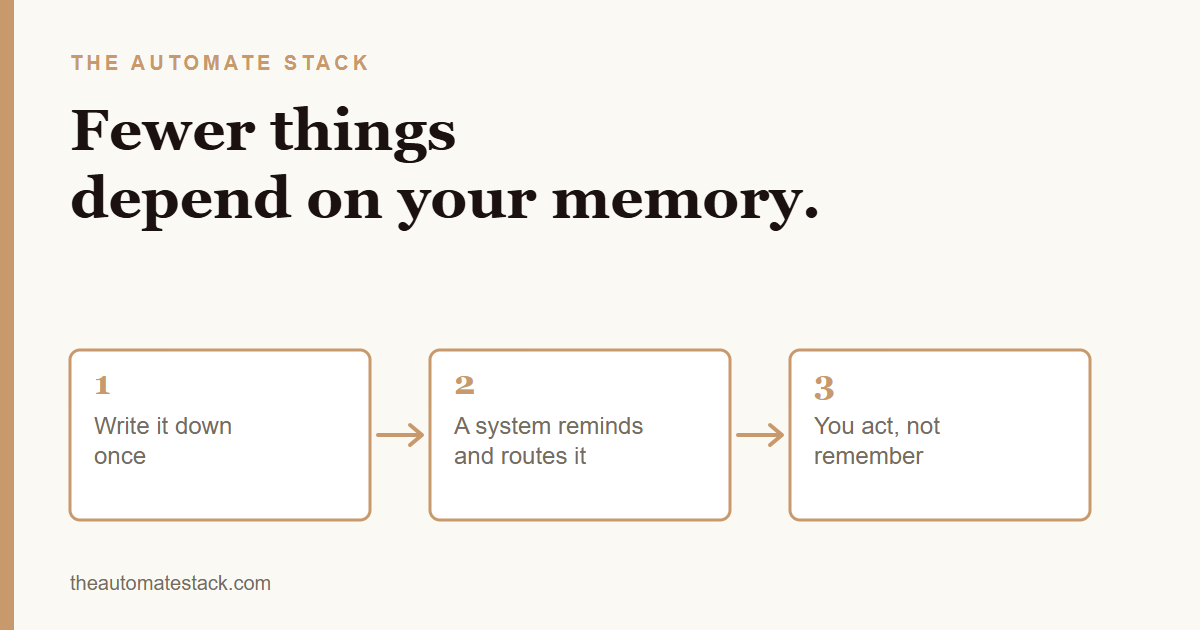 THE AUTOMATE STACK
Fewer things
depend on your memory.
1
Write it down
once
2
A system reminds
and routes it
3
You act, not
remember
theautomatestack.com